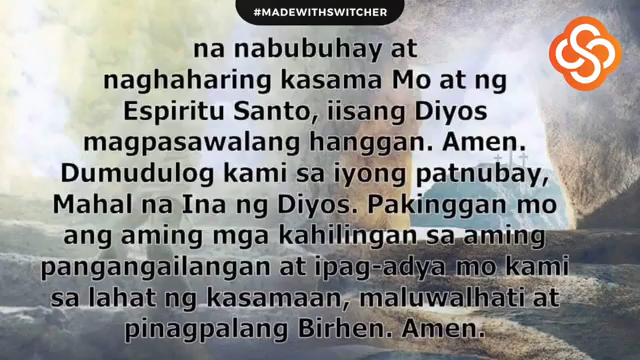 #MADEWITHSWITCHER
na nabubuhay at
naghaharing kasama Mo at ng
Espiritu Santo, iisang Diyos
magpasawalang hanggan. Amen.
Dumudulog kami sa iyong patnubay,
Mahal na Ina ng Diyos. Pakinggan mo
ang aming mga kahilingan sa aming
pangangailangan at ipag-adya mo kami
sa lahat ng kasamaan, maluwalhati at
pinagpalang Birhen. Amen.